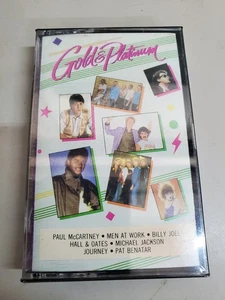 Gold & Platinum
PAUL McCARTNEY • MEN AT WORK • BILLY JOEL
HALL & OATES • MICHAEL JACKSON
JOURNEY • PAT BENATAR